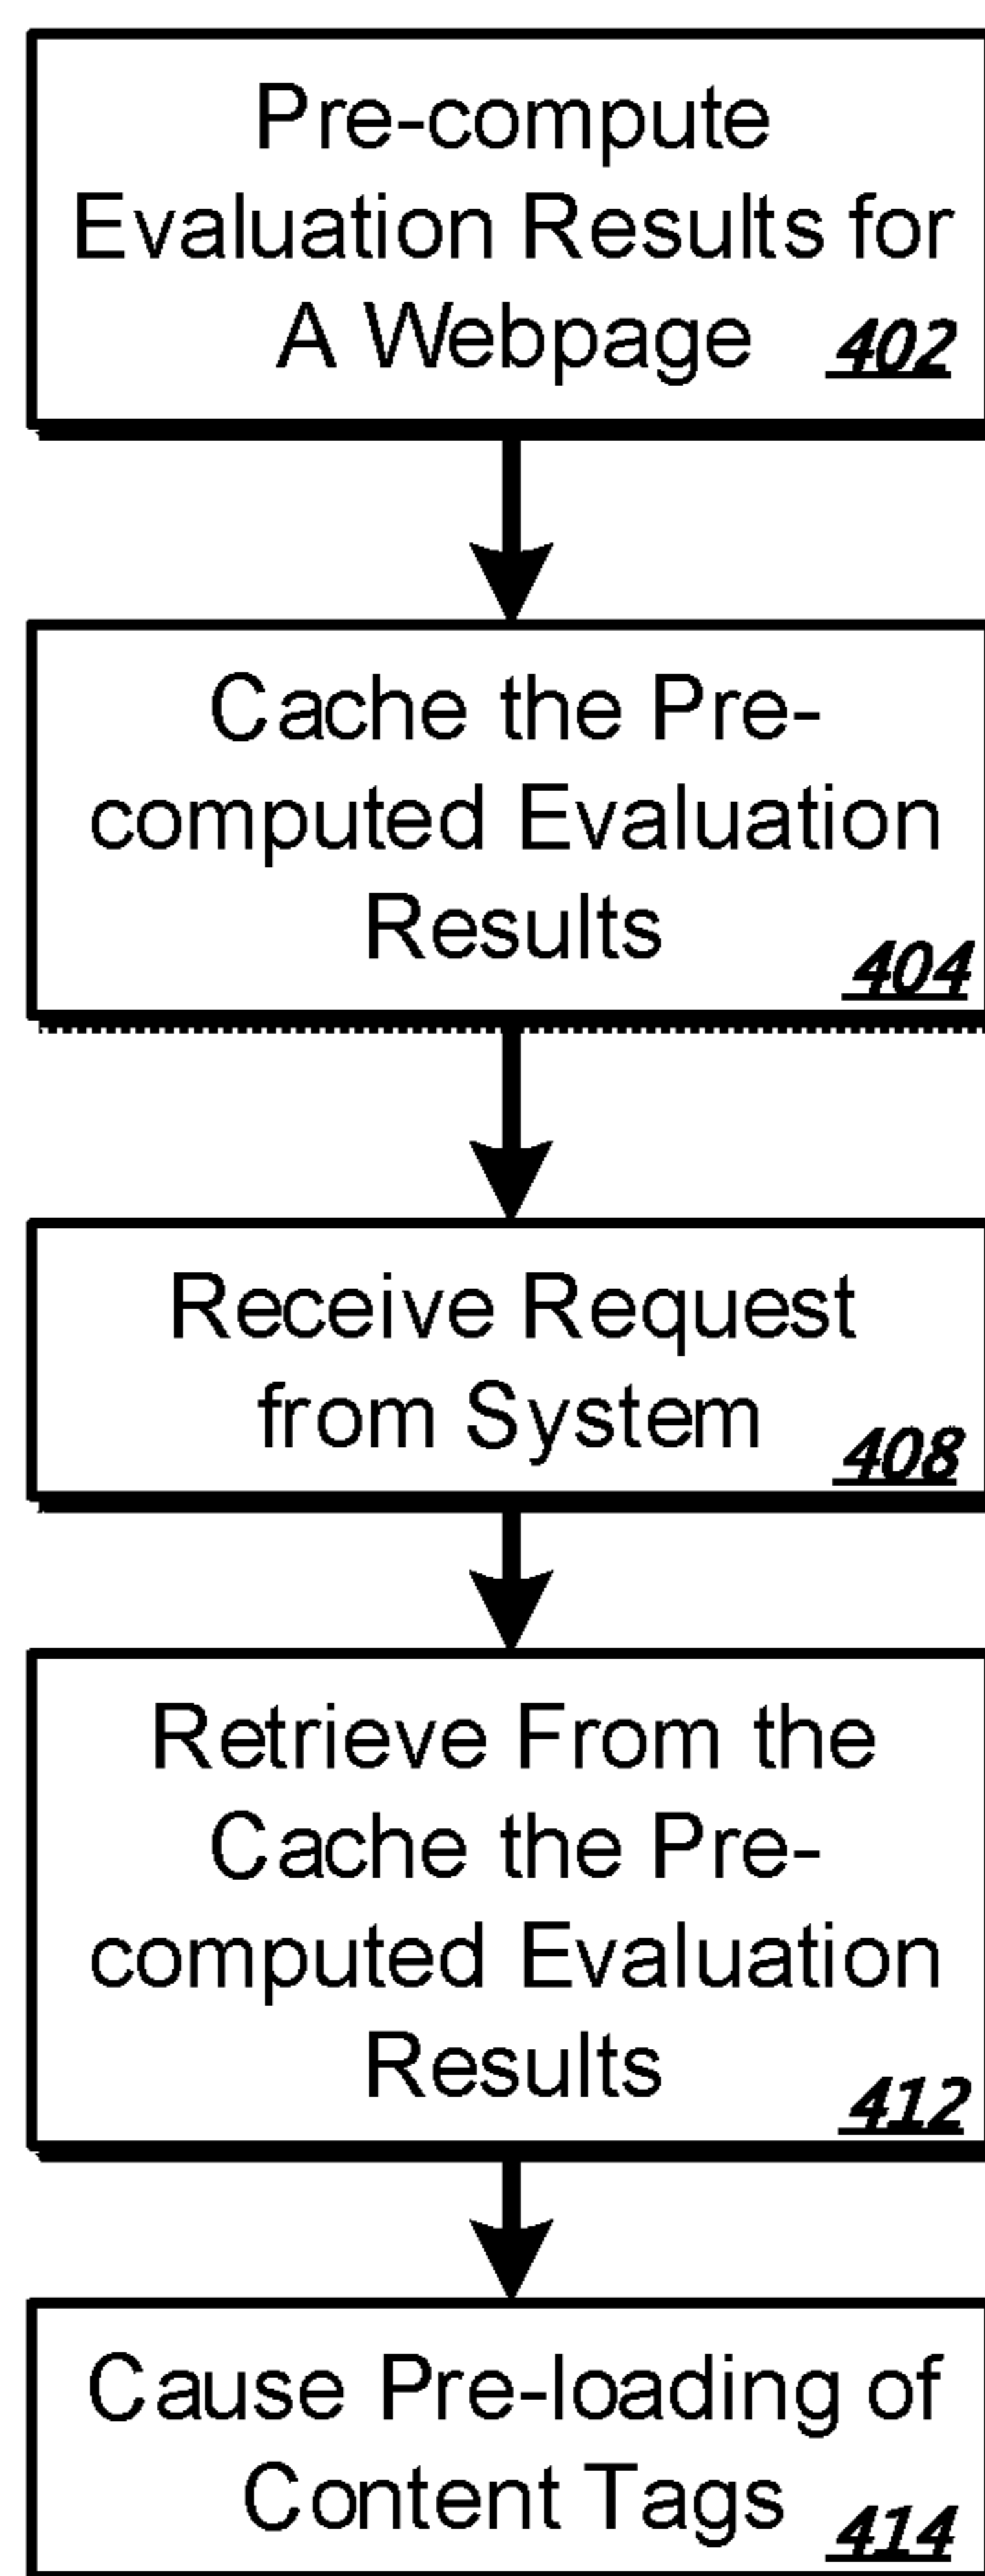 Pre-compute
Evaluation Results for
A Webpage 402
Cache the Pre-
computed Evaluation
Results
404
Receive Request
from System
408
Retrieve From the
Cache the Pre-
computed Evaluation
Results
412
Cause Pre-loading of
Content Tags 414